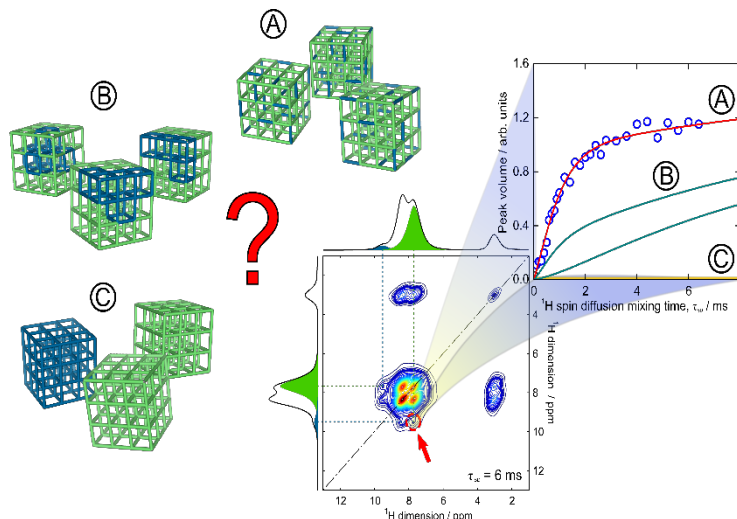 A
B
C
?
Peak volume / arb. units
1.6
1.2
0.8
0.4
0
0 2 4 6
A
B
C
¹H spin diffusion mixing time, / ms
¹H dimension / ppm
4
6
8
10
12
12 10 8 6 4 2
¹H dimension / ppm
= 6 ms